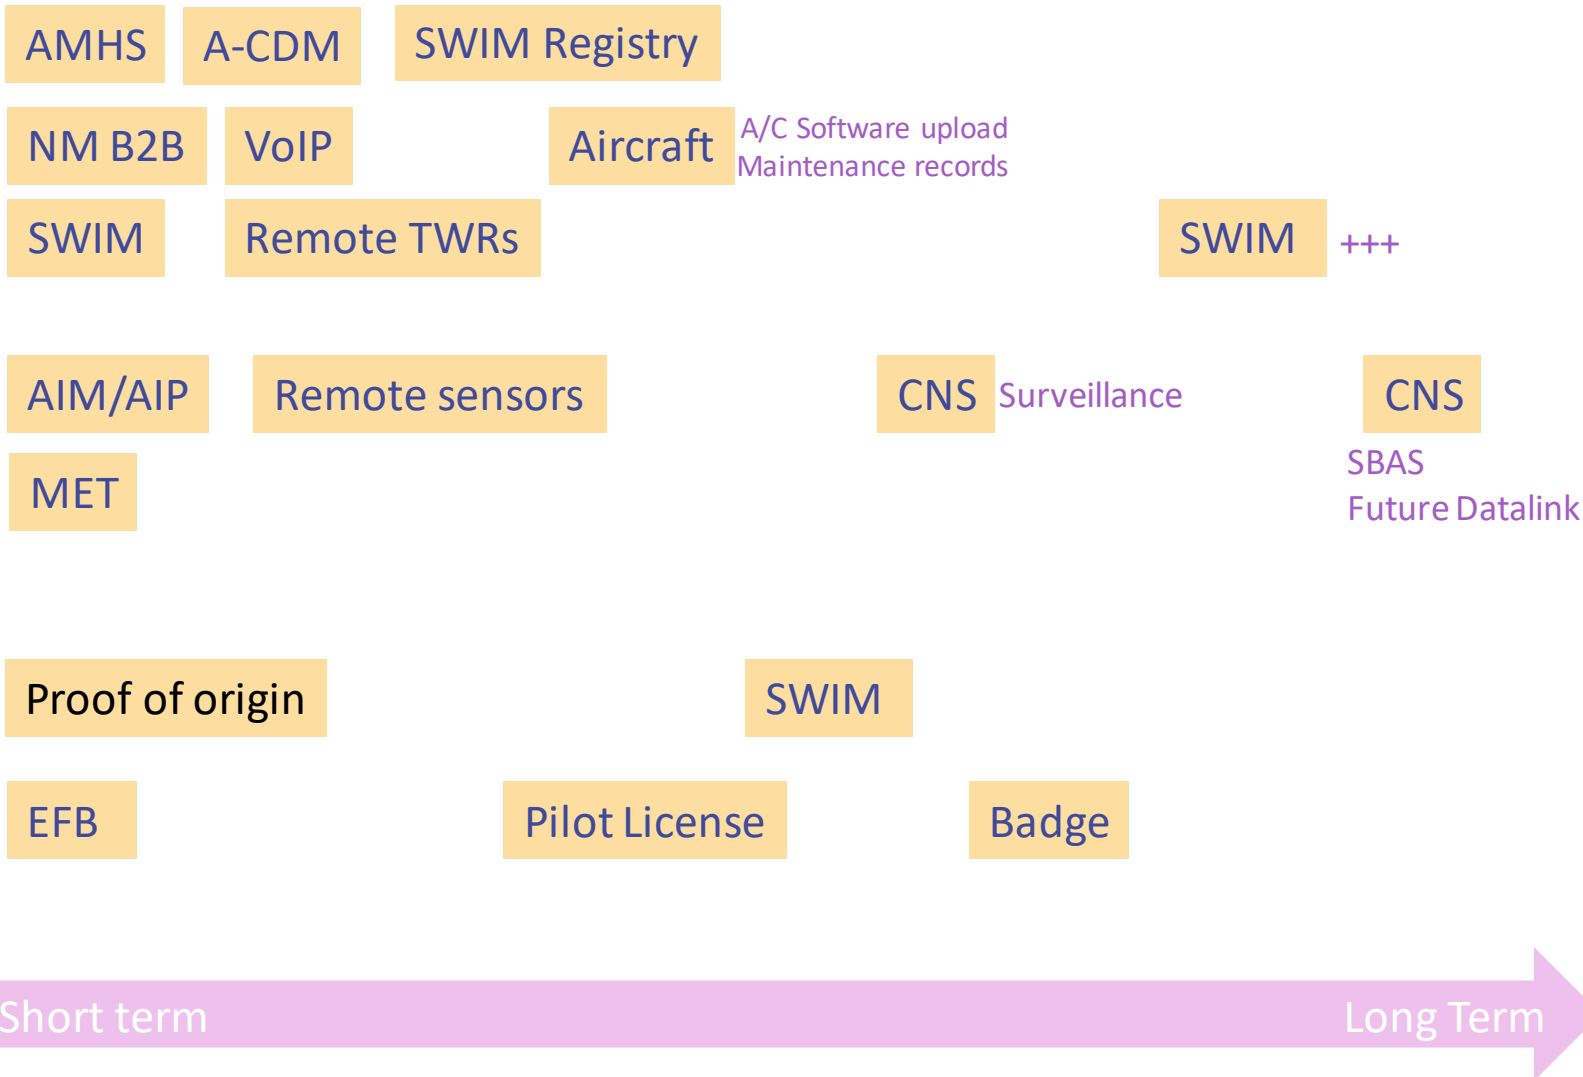 AMHS
A-CDM
SWIM Registry
NM B2B
VoIP
Aircraft
A/C Software upload
Maintenance records
SWIM
Remote TWRs
SWIM
+++
AIM/AIP
Remote sensors
CNS
Surveillance
CNS
SBAS
Future Datalink
MET
Proof of origin
SWIM
EFB
Pilot License
Badge
Short term
Long Term